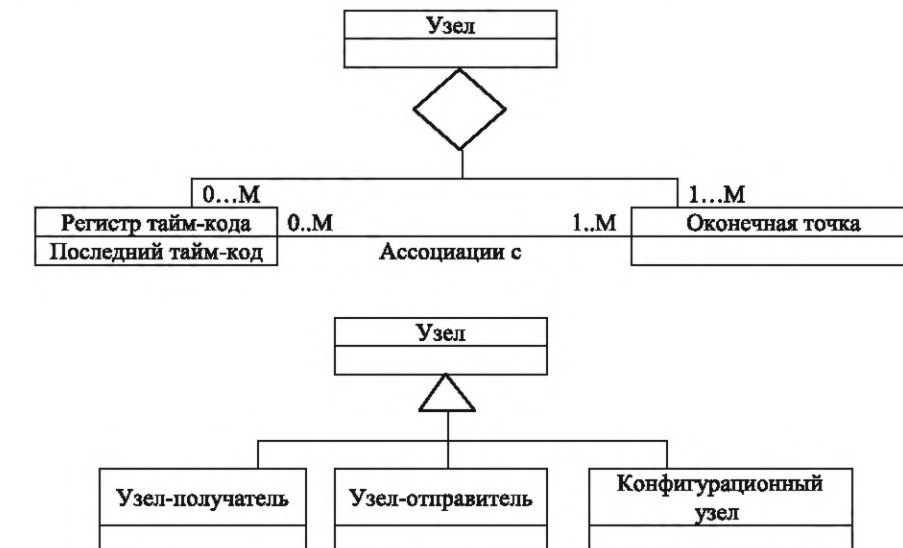 Узел
0...М 1...М
Регистр тайм-кода 0..М 1..М Оконечная точка
Последний тайм-код Ассоциации с
Узел
Узел-получатель Узел-отправитель Конфигурационный
узел